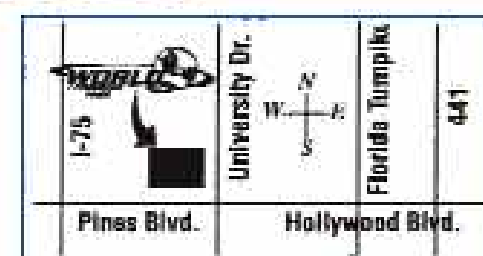 WORLD
I-75
University Dr.
N
W E
S
Florida Turnpike
441
Pines Blvd.
Hollywood Blvd.